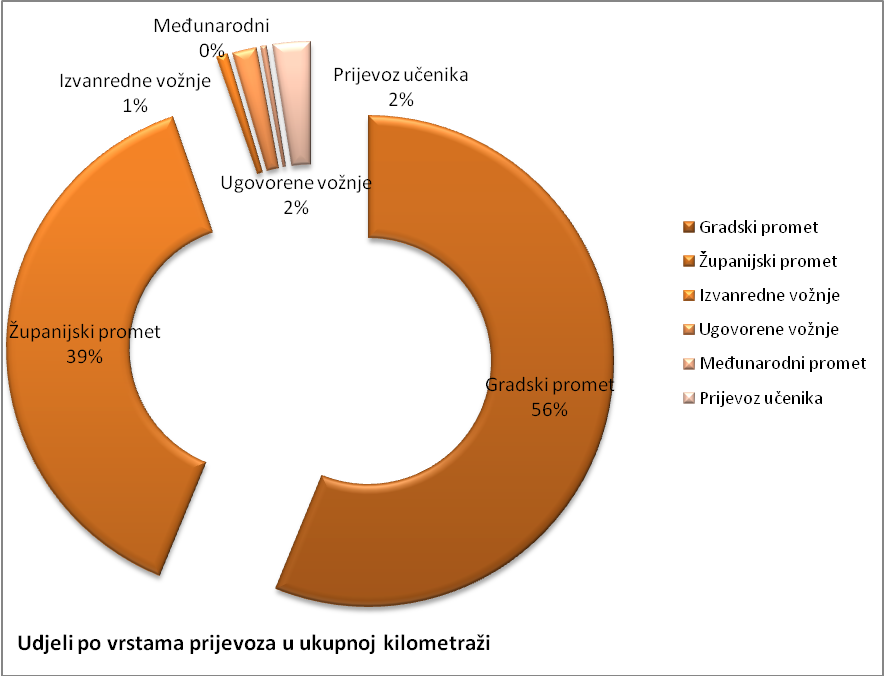 Međunarodni
0%
Izvanredne vožnje
1%
Prijevoz učenika
2%
Ugovorene vožnje
2%
Županijski promet
39%
Gradski promet
56%
Gradski promet
Županijski promet
Izvanredne vožnje
Ugovorene vožnje
Međunarodni promet
Prijevoz učenika
Udjeli po vrstama prijevoza u ukupnoj kilometraži